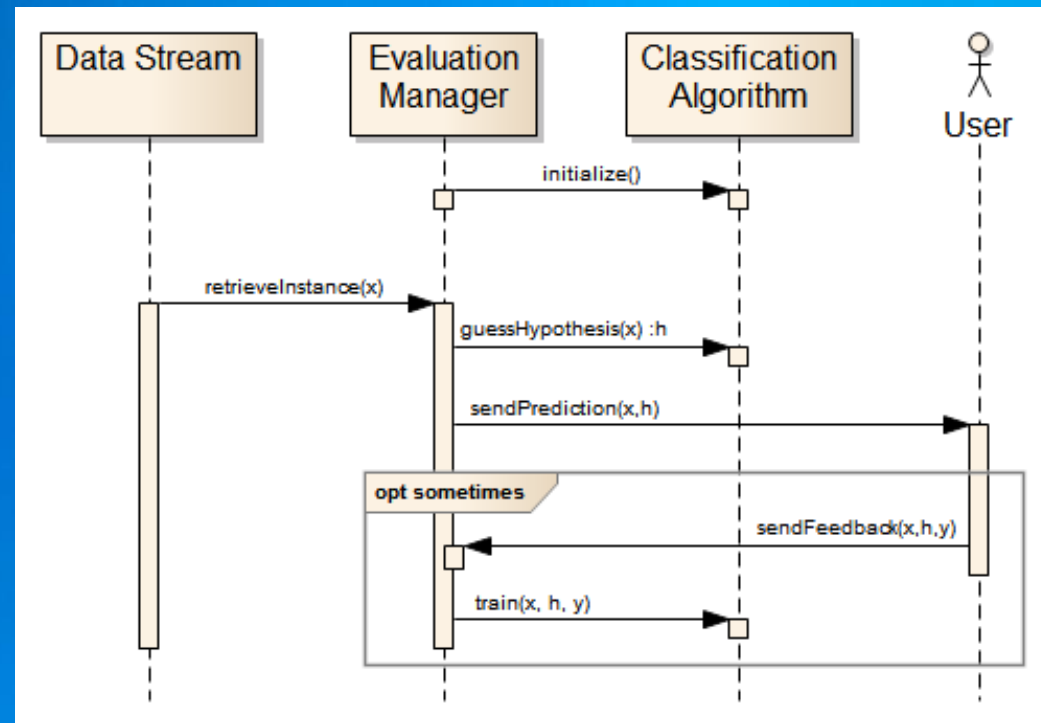 Data Stream
Evaluation
Manager
Classification
Algorithm
User
initialize()
retrieveInstance(x)
guessHypothesis(x) :h
sendPrediction(x,h)
opt sometimes
sendFeedback(x,h,y)
train(x, h, y)